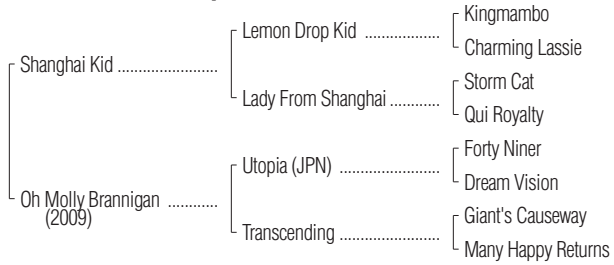 Kingmambo
Lemon Drop Kid ..................
Charming Lassie
Shanghai Kid ........................
Storm Cat
Lady From Shanghai ............
Qui Royalty
Forty Niner
Utopia (JPN) ........................
Dream Vision
Oh Molly Brannigan ............
(2009)
Giant's Causeway
Transcending ........................
Many Happy Returns